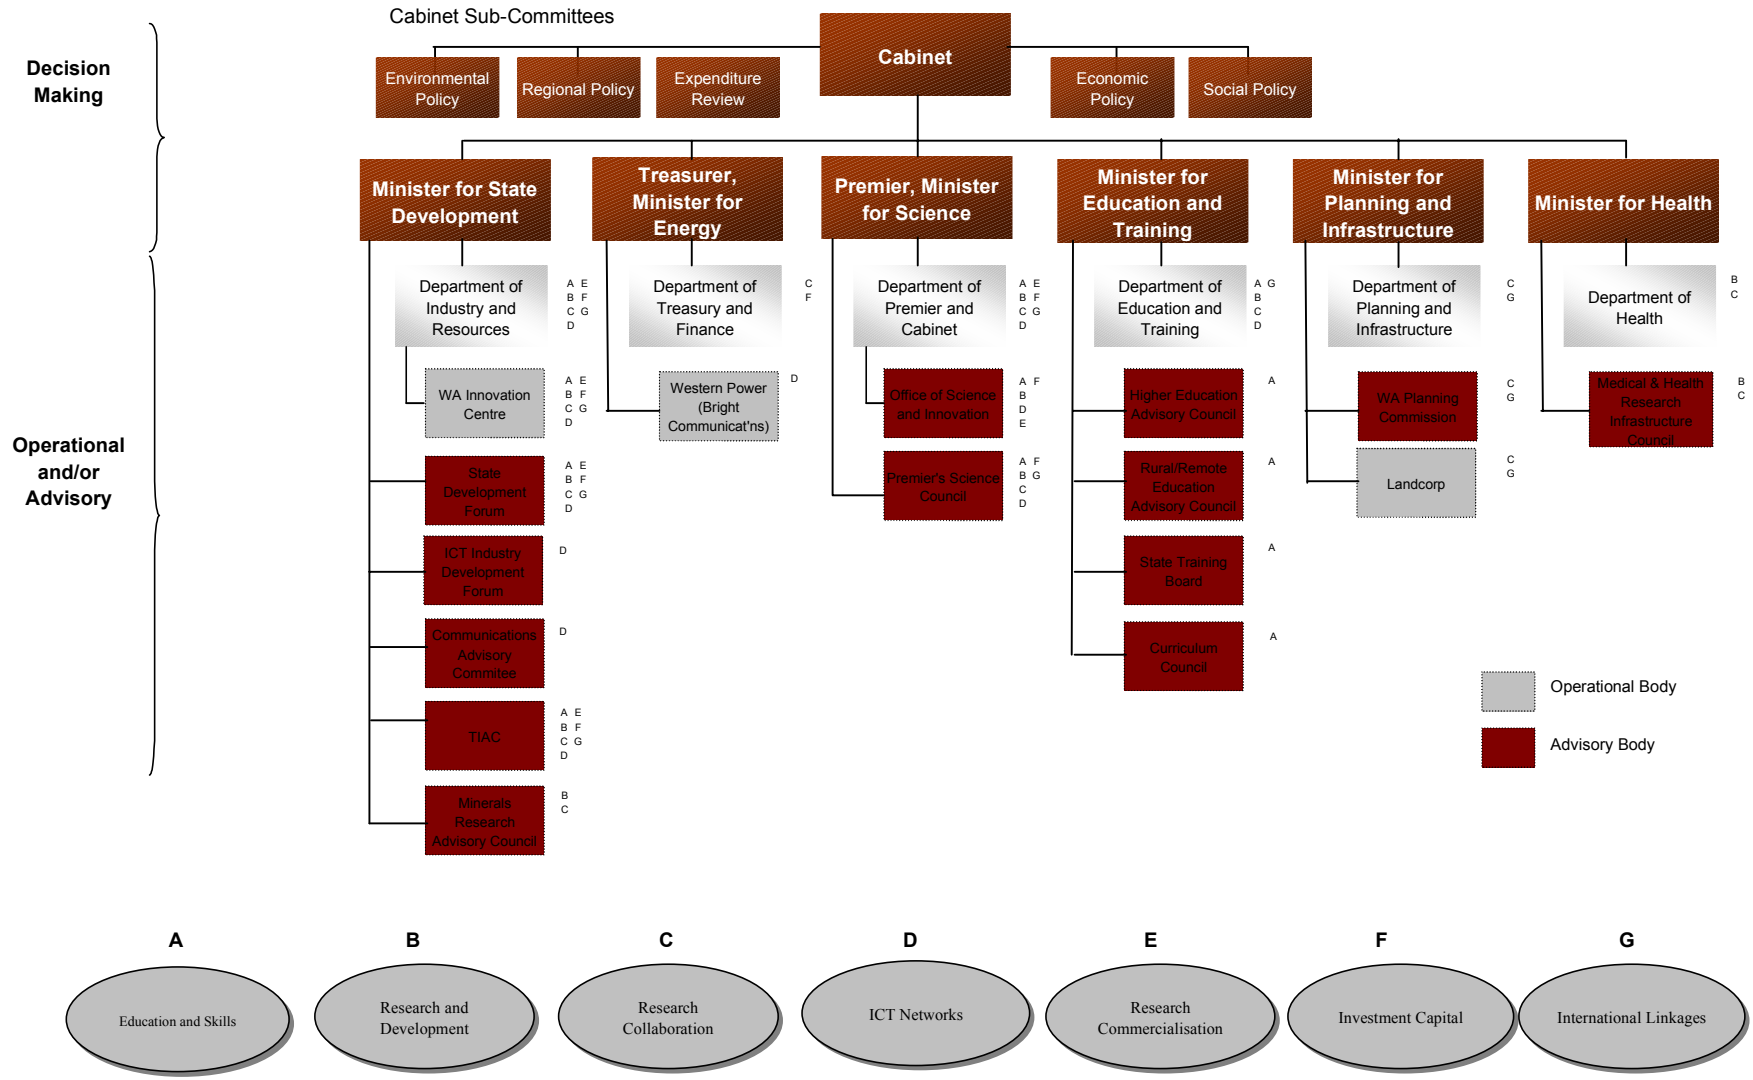 Cabinet Sub-Committees
Cabinet
Decision
Making
Environmental
Policy
Regional Policy
Expenditure
Review
Economic
Policy
Social Policy
Minister for State
Development
Treasurer,
Minister for
Energy
Premier, Minister
for Science
Minister for
Education and
Training
Minister for
Planning and
Infrastructure
Minister for Health
Operational
and/or
Advisory
Department of
Industry and
Resources
A E
B F
C G
D
WA Innovation
Centre
A E
B F
C G
D
State
Development
Forum
A E
B F
C G
D
ICT Industry
Development
Forum
D
Communications
Advisory
Commitee
D
TIAC
A E
B F
C G
D
Minerals
Research
Advisory Council
B
C
Department of
Treasury and
Finance
C
F
Western Power
(Bright
Communicat'ns)
D
Department of
Premier and
Cabinet
A E
B F
C G
D
Office of Science
and Innovation
A F
B
D
E
Premier's Science
Council
A F
B G
C
D
Department of
Education and
Training
A G
B
C
D
Higher Education
Advisory Council
A
Rural/Remote
Education
Advisory Council
A
State Training
Board
A
Curriculum
Council
A
Department of
Planning and
Infrastructure
C
G
WA Planning
Commission
C
G
Landcorp
C
G
Department of
Health
B
C
Medical & Health
Research
Infrastructure
Council
B
C
Operational Body
Advisory Body
A
B
C
D
E
F
G
Education and Skills
Research and
Development
Research
Collaboration
ICT Networks
Research
Commercialisation
Investment Capital
International Linkages